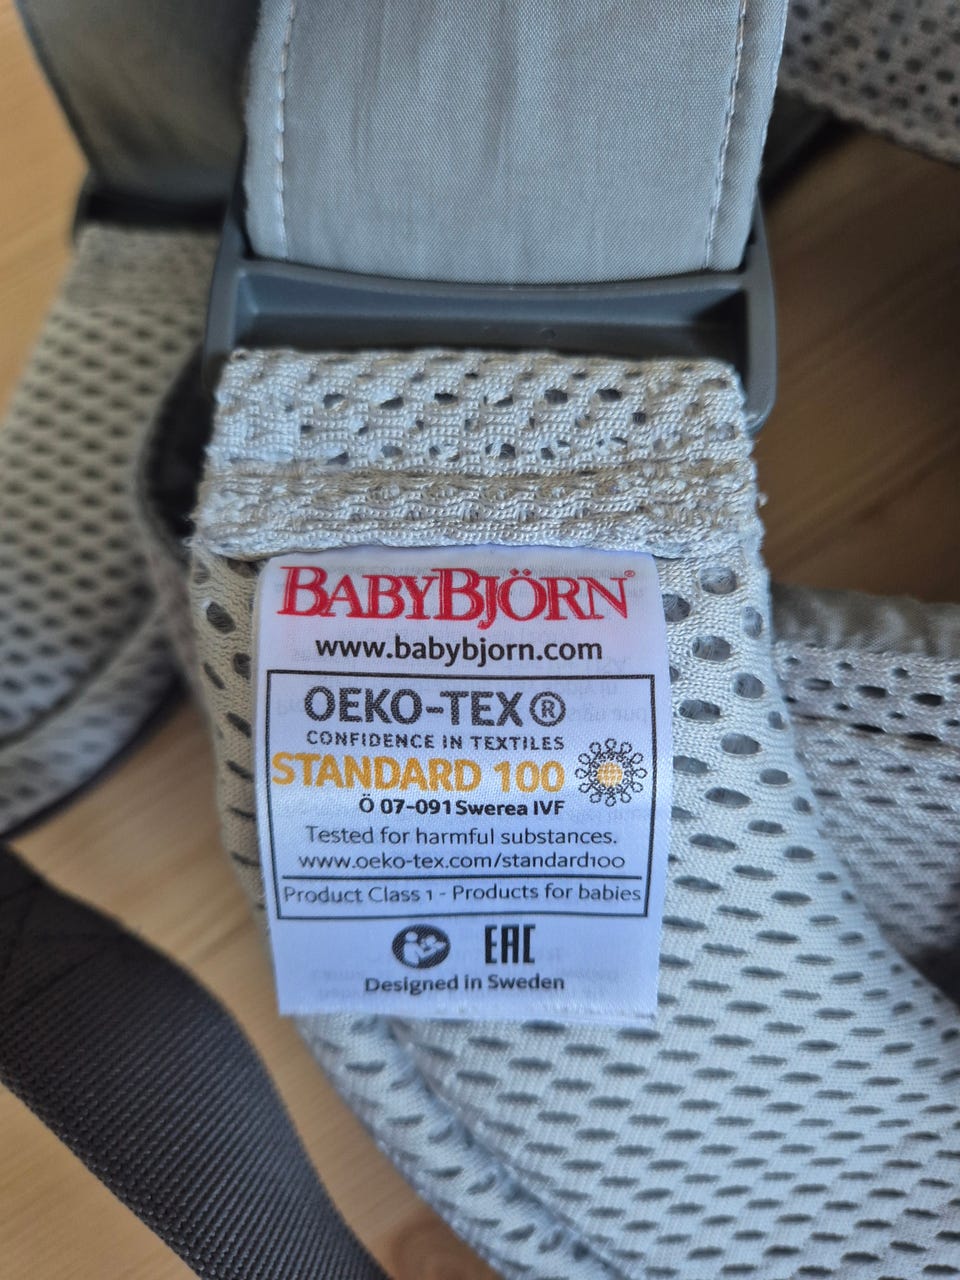 BABYBJÖRN®
www.babybjorn.com
OEKO-TEX®
CONFIDENCE IN TEXTILES
STANDARD 100
Ö 07-091 Swerea IVF
Tested for harmful substances.
www.oeko-tex.com/standard100
Product Class 1 - Products for babies
EAC
Designed in Sweden